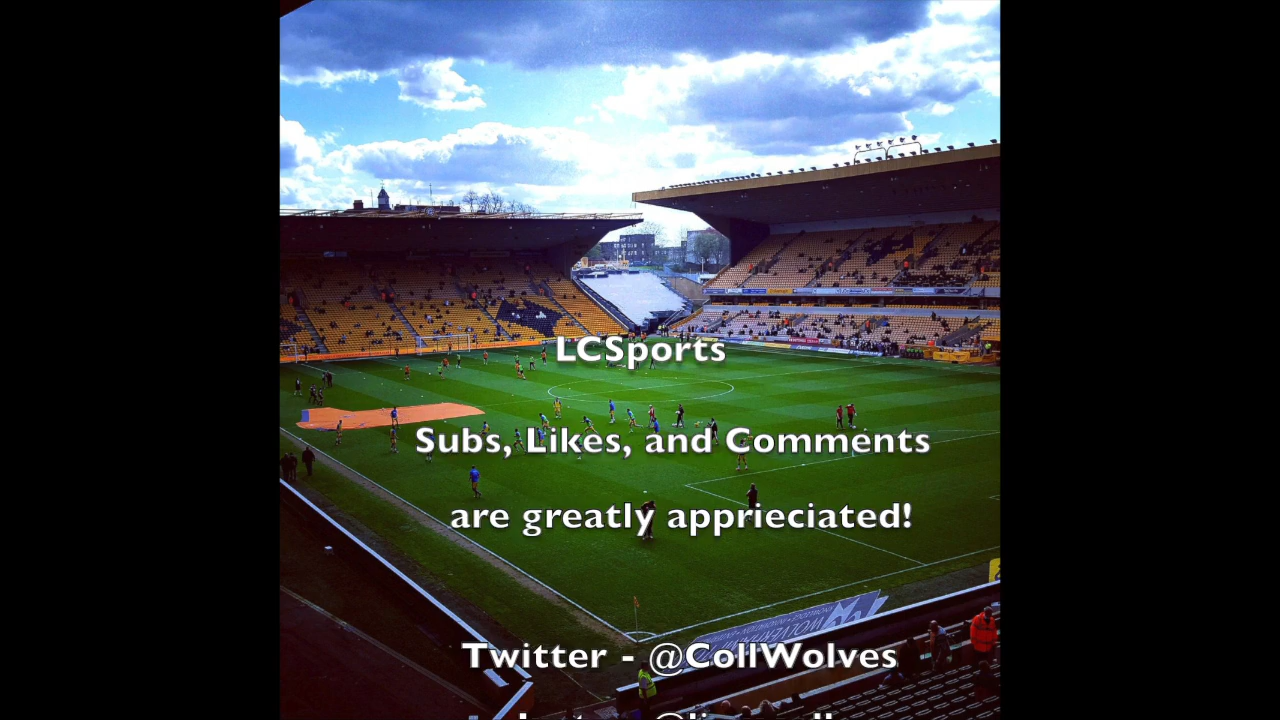 LCSports
Subs, Likes, and Comments
are greatly apprieciated!
Twitter - @CollWolves